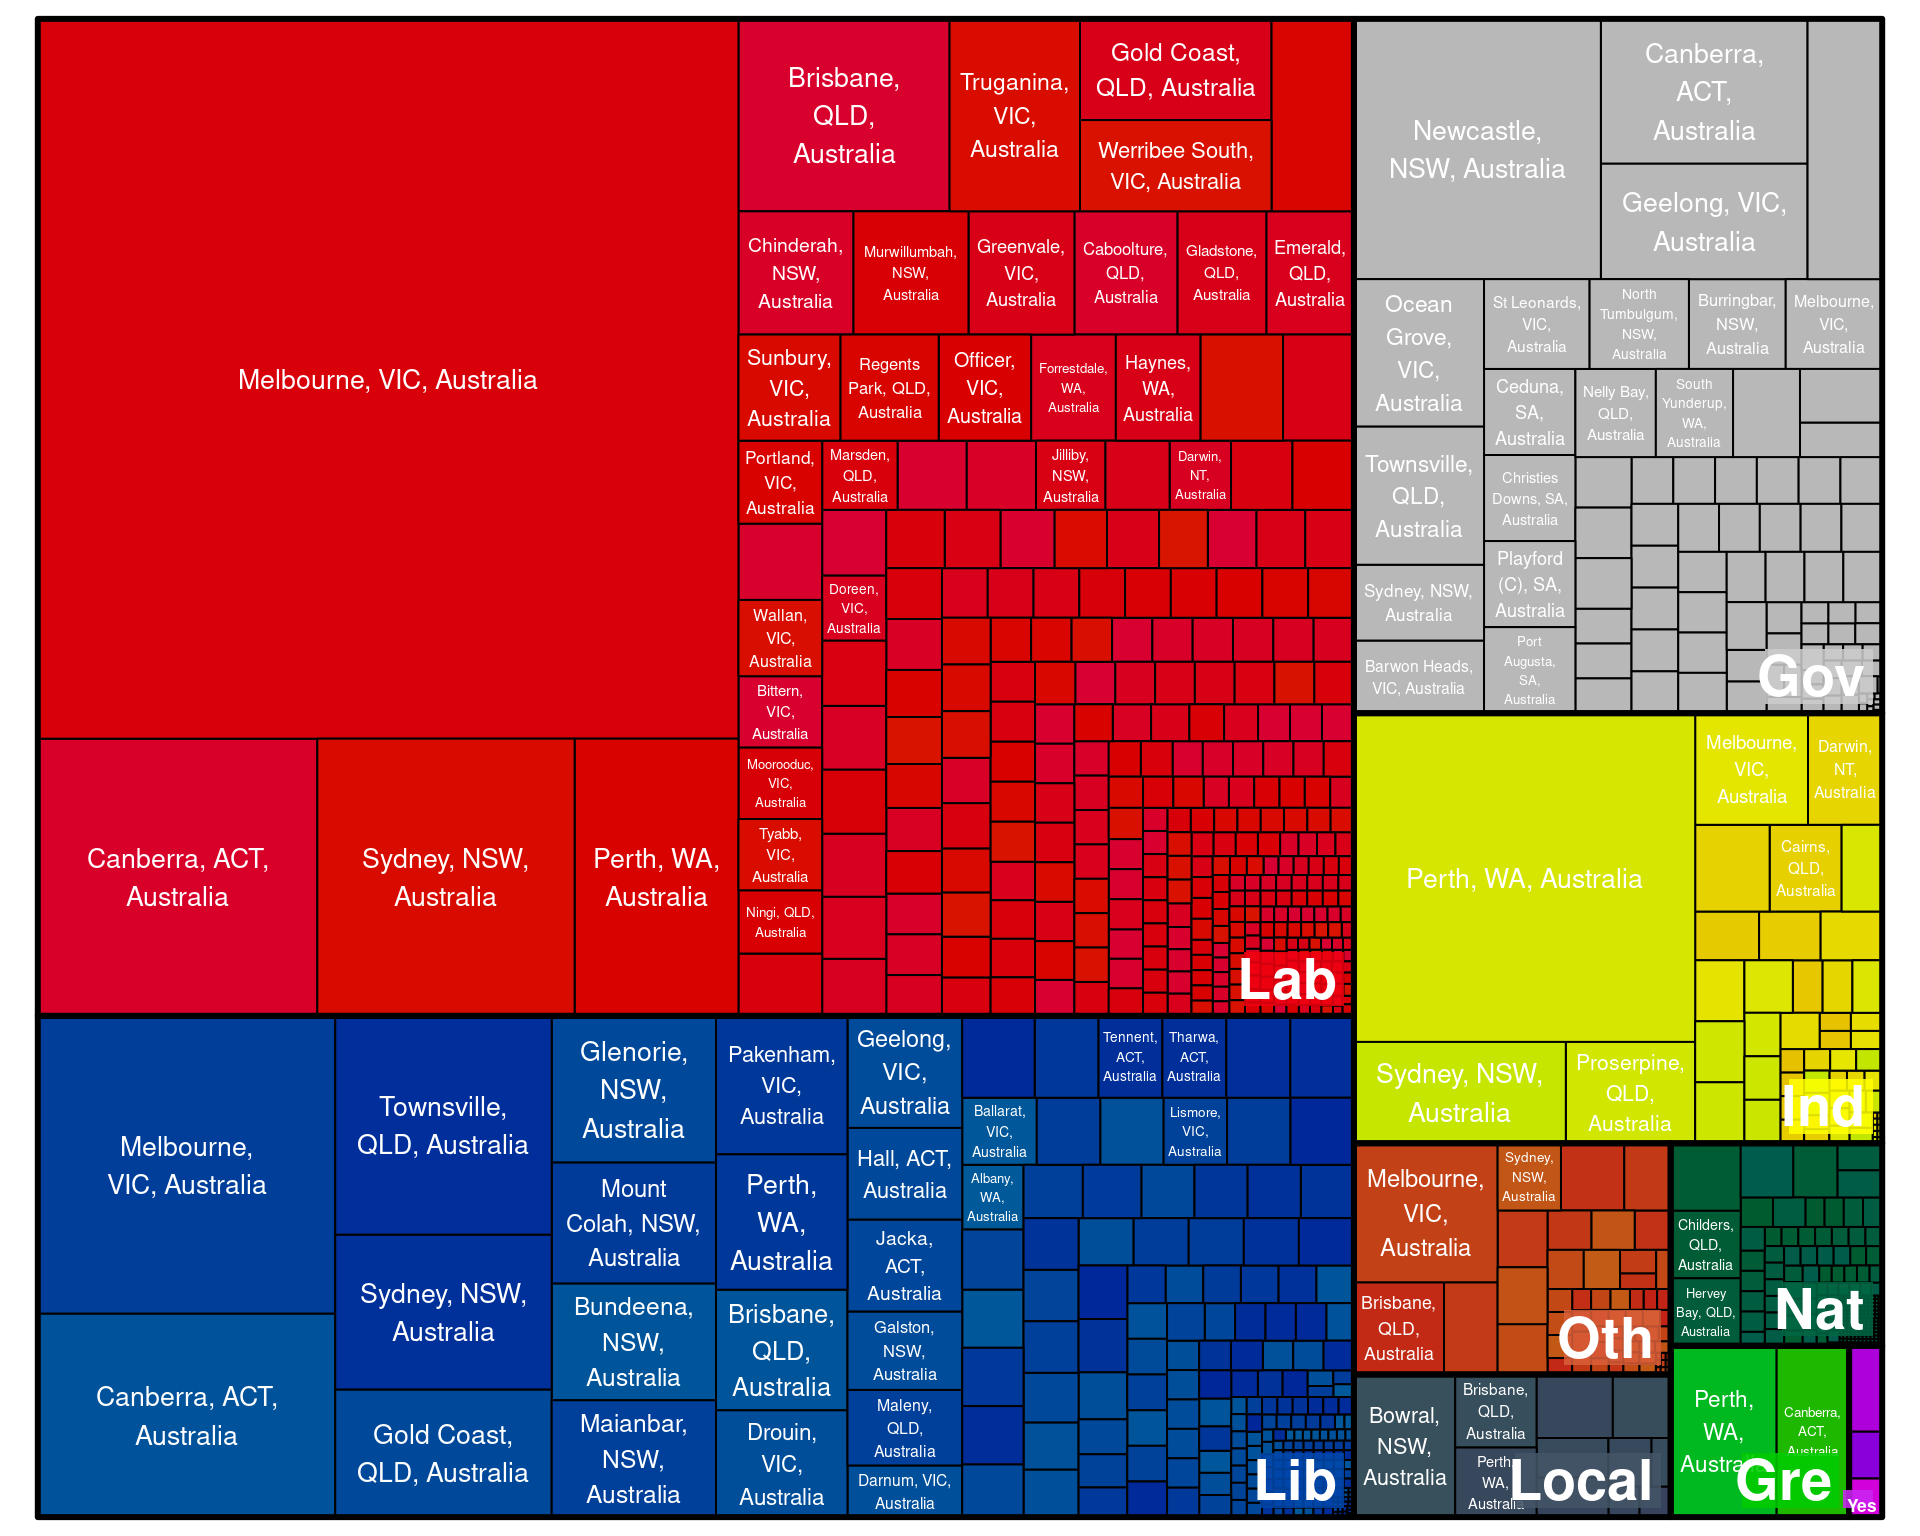 Melbourne, VIC, Australia
Canberra, ACT,
Australia
Sydney, NSW,
Australia
Perth, WA,
Australia
Brisbane,
QLD,
Australia
Truganina,
VIC,
Australia
Gold Coast,
QLD, Australia
Werribee South,
VIC, Australia
Chinderah,
NSW,
Australia
Murwillumbah,
NSW,
Australia
Greenvale,
VIC,
Australia
Caboolture,
QLD,
Australia
Gladstone,
QLD,
Australia
Emerald,
QLD,
Australia
Sunbury,
VIC,
Australia
Regents
Park, QLD,
Australia
Officer,
VIC,
Australia
Forrestdale,
WA,
Australia
Haynes,
WA,
Australia
Portland,
VIC,
Australia
Marsden,
QLD,
Australia
Jilliby,
NSW,
Australia
Darwin,
NT,
Australia
Doreen,
VIC,
Australia
Wallan,
VIC,
Australia
Bittern,
VIC,
Australia
Moorooduc,
VIC,
Australia
Tyabb,
VIC,
Australia
Ningi, QLD,
Australia
Lab
Newcastle,
NSW, Australia
Canberra,
ACT,
Australia
Geelong, VIC,
Australia
Ocean
Grove,
VIC,
Australia
St Leonards,
VIC,
Australia
North
Tumbulgum,
NSW,
Australia
Burringbar,
NSW,
Australia
Melbourne,
VIC,
Australia
Ceduna,
SA,
Australia
Nelly Bay,
QLD,
Australia
South
Yunderup,
WA,
Australia
Townsville,
QLD,
Australia
Christies
Downs, SA,
Australia
Playford
(C), SA,
Australia
Sydney, NSW,
Australia
Barwon Heads,
VIC, Australia
Port
Augusta,
SA,
Australia
Gov
Perth, WA, Australia
Melbourne,
VIC,
Australia
Darwin,
NT,
Australia
Cairns,
QLD,
Australia
Sydney, NSW,
Australia
Proserpine,
QLD,
Australia
Ind
Melbourne,
VIC, Australia
Canberra, ACT,
Australia
Townsville,
QLD, Australia
Sydney, NSW,
Australia
Gold Coast,
QLD, Australia
Glenorie,
NSW,
Australia
Mount
Colah, NSW,
Australia
Bundeena,
NSW,
Australia
Maianbar,
NSW,
Australia
Pakenham,
VIC,
Australia
Perth,
WA,
Australia
Brisbane,
QLD,
Australia
Drouin,
VIC,
Australia
Geelong,
VIC,
Australia
Hall, ACT,
Australia
Jacka,
ACT,
Australia
Galston,
NSW,
Australia
Maleny,
QLD,
Australia
Darnum, VIC,
Australia
Tennent,
ACT,
Australia
Tharwa,
ACT,
Australia
Ballarat,
VIC,
Australia
Lismore,
VIC,
Australia
Albany,
WA,
Australia
Lib
Melbourne,
VIC,
Australia
Sydney,
NSW,
Australia
Brisbane,
QLD,
Australia
Oth
Childers,
QLD,
Australia
Hervey
Bay, QLD,
Australia
Nat
Bowral,
NSW,
Australia
Brisbane,
QLD,
Australia
Perth,
WA,
Australia
Local
Perth,
WA,
Australia
Canberra,
ACT,
Australia
Gre
Yes